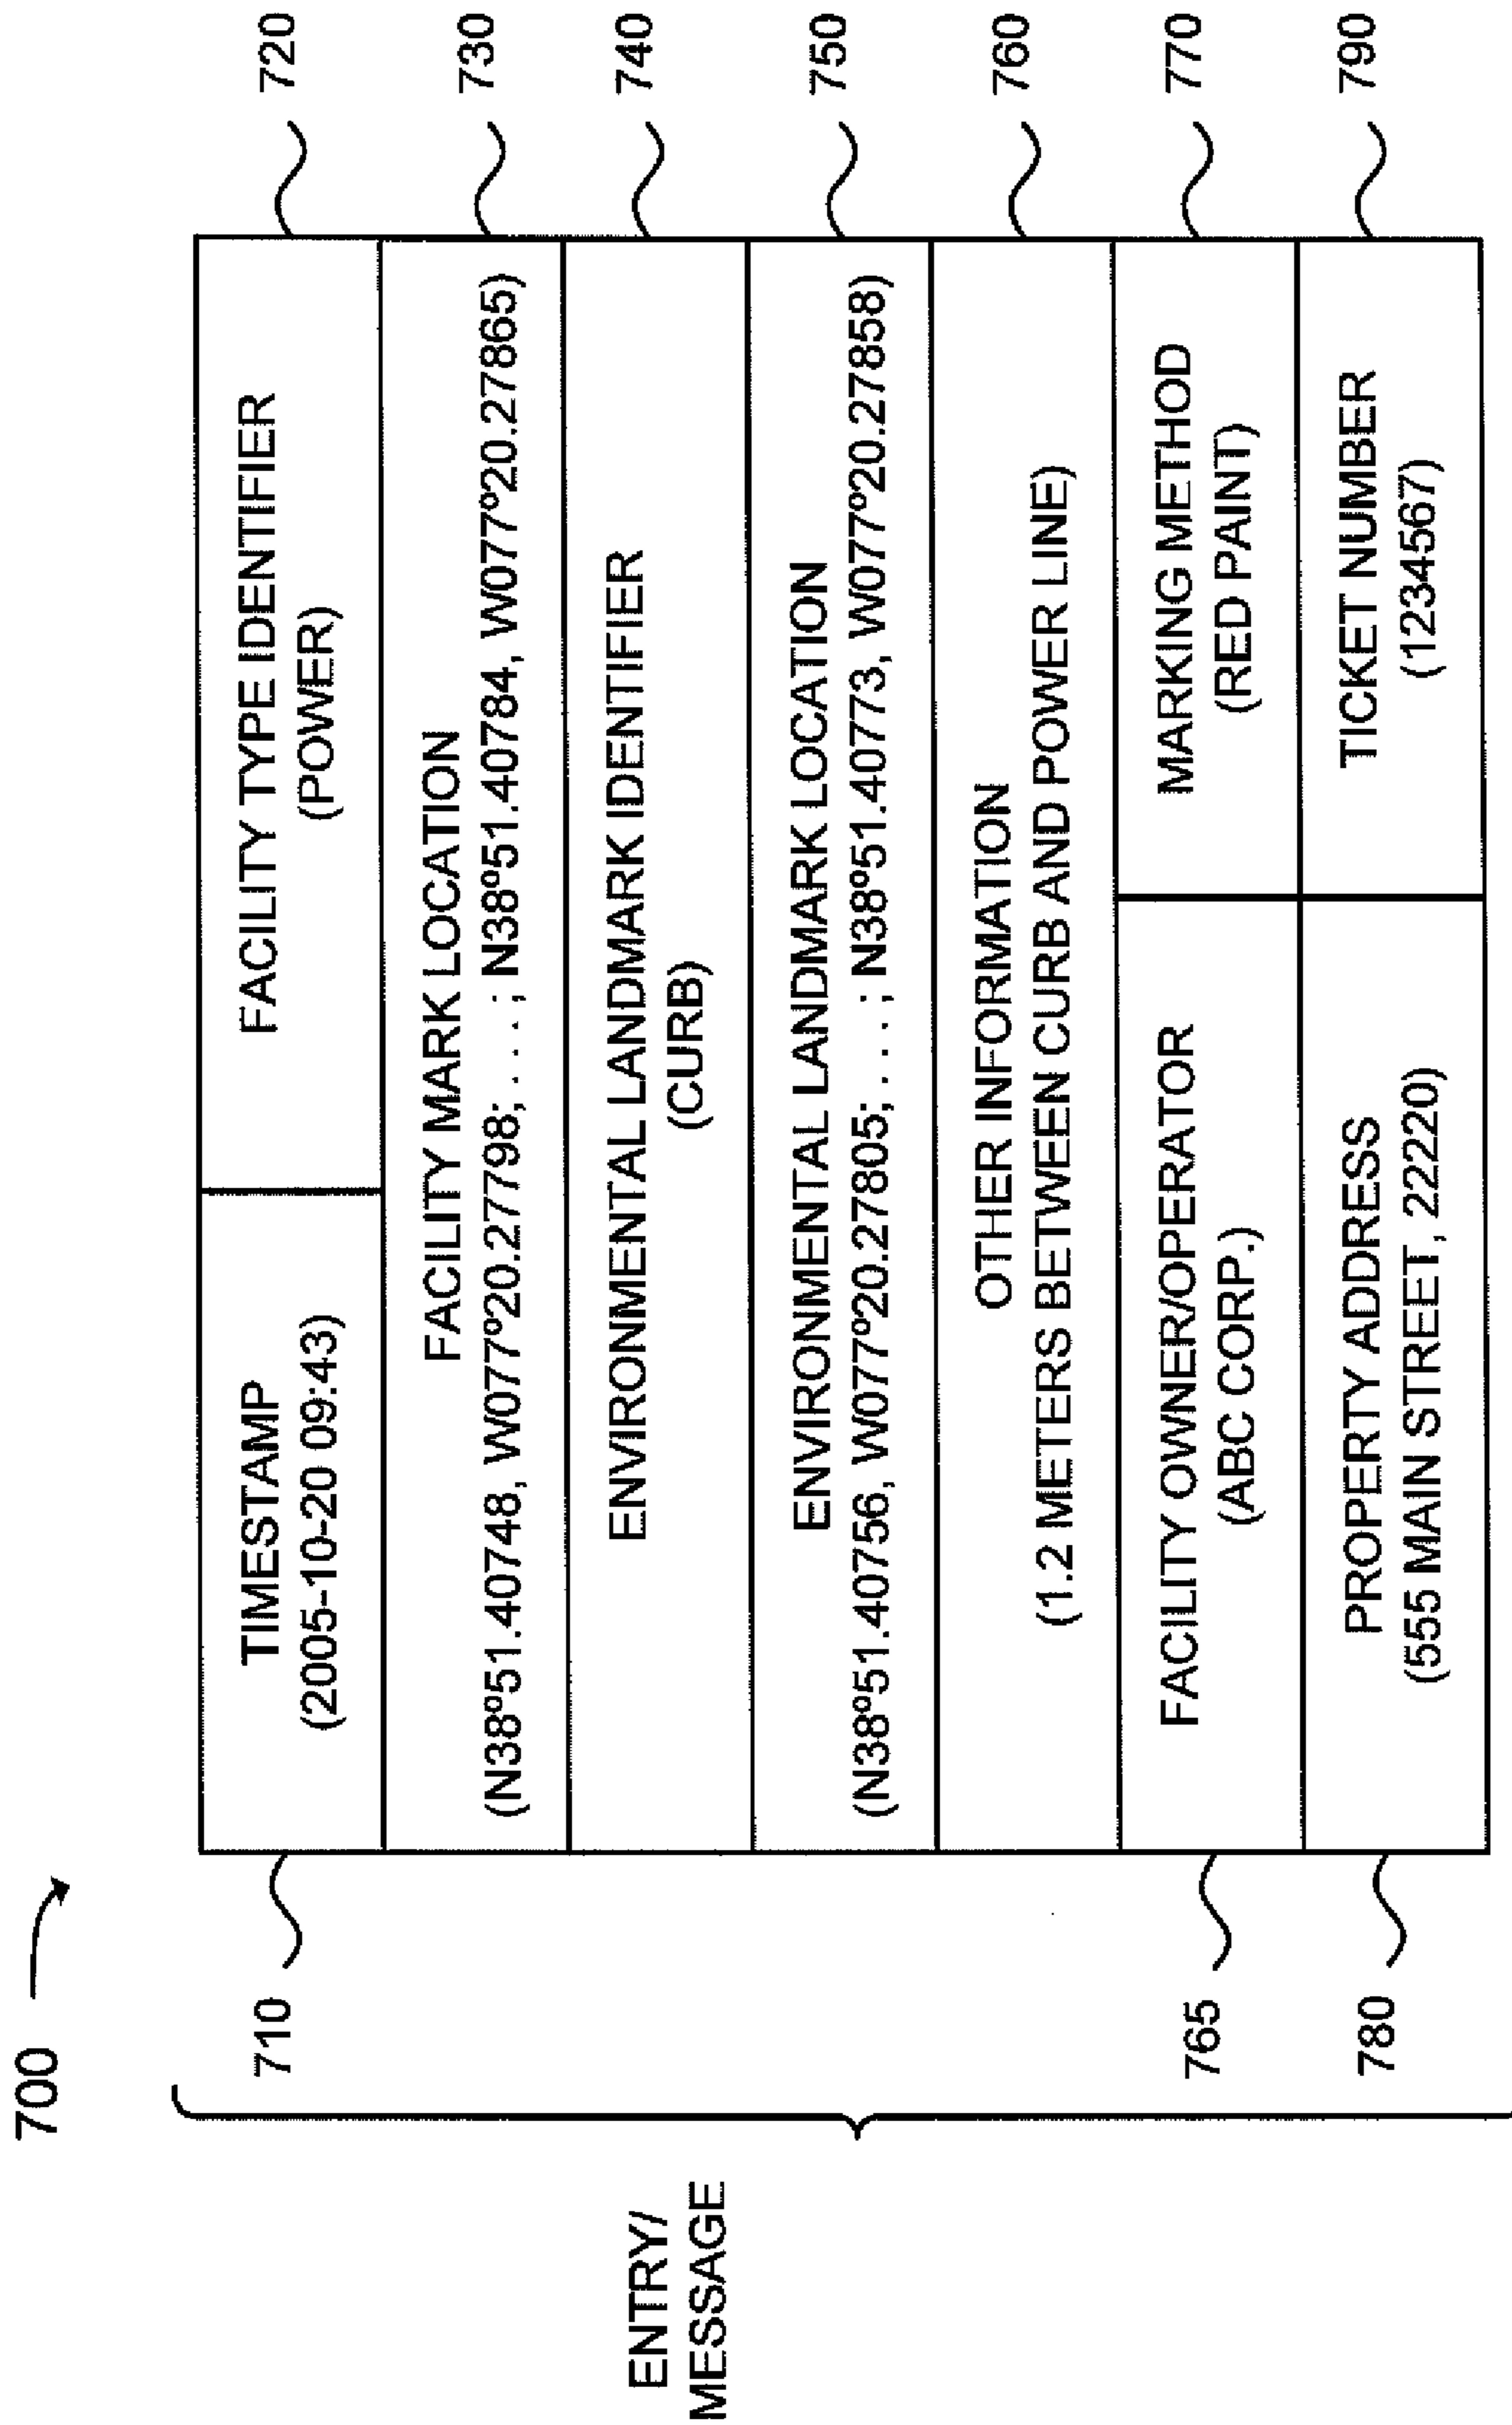 700
ENTRY/
MESSAGE
710
TIMESTAMP
(2005-10-20 09:43)
FACILITY TYPE IDENTIFIER
(POWER)
720
FACILITY MARK LOCATION
(N38°51.40748, W077°20.27798; . . . ; N38°51.40784, W077°20.27865)
730
ENVIRONMENTAL LANDMARK IDENTIFIER
(CURB)
740
ENVIRONMENTAL LANDMARK LOCATION
(N38°51.40756, W077°20.27805; . . . ; N38°51.40773, W077°20.27858)
750
OTHER INFORMATION
(1.2 METERS BETWEEN CURB AND POWER LINE)
760
765
FACILITY OWNER/OPERATOR
(ABC CORP.)
MARKING METHOD
(RED PAINT)
770
780
PROPERTY ADDRESS
(555 MAIN STREET, 22220)
TICKET NUMBER
(1234567)
790